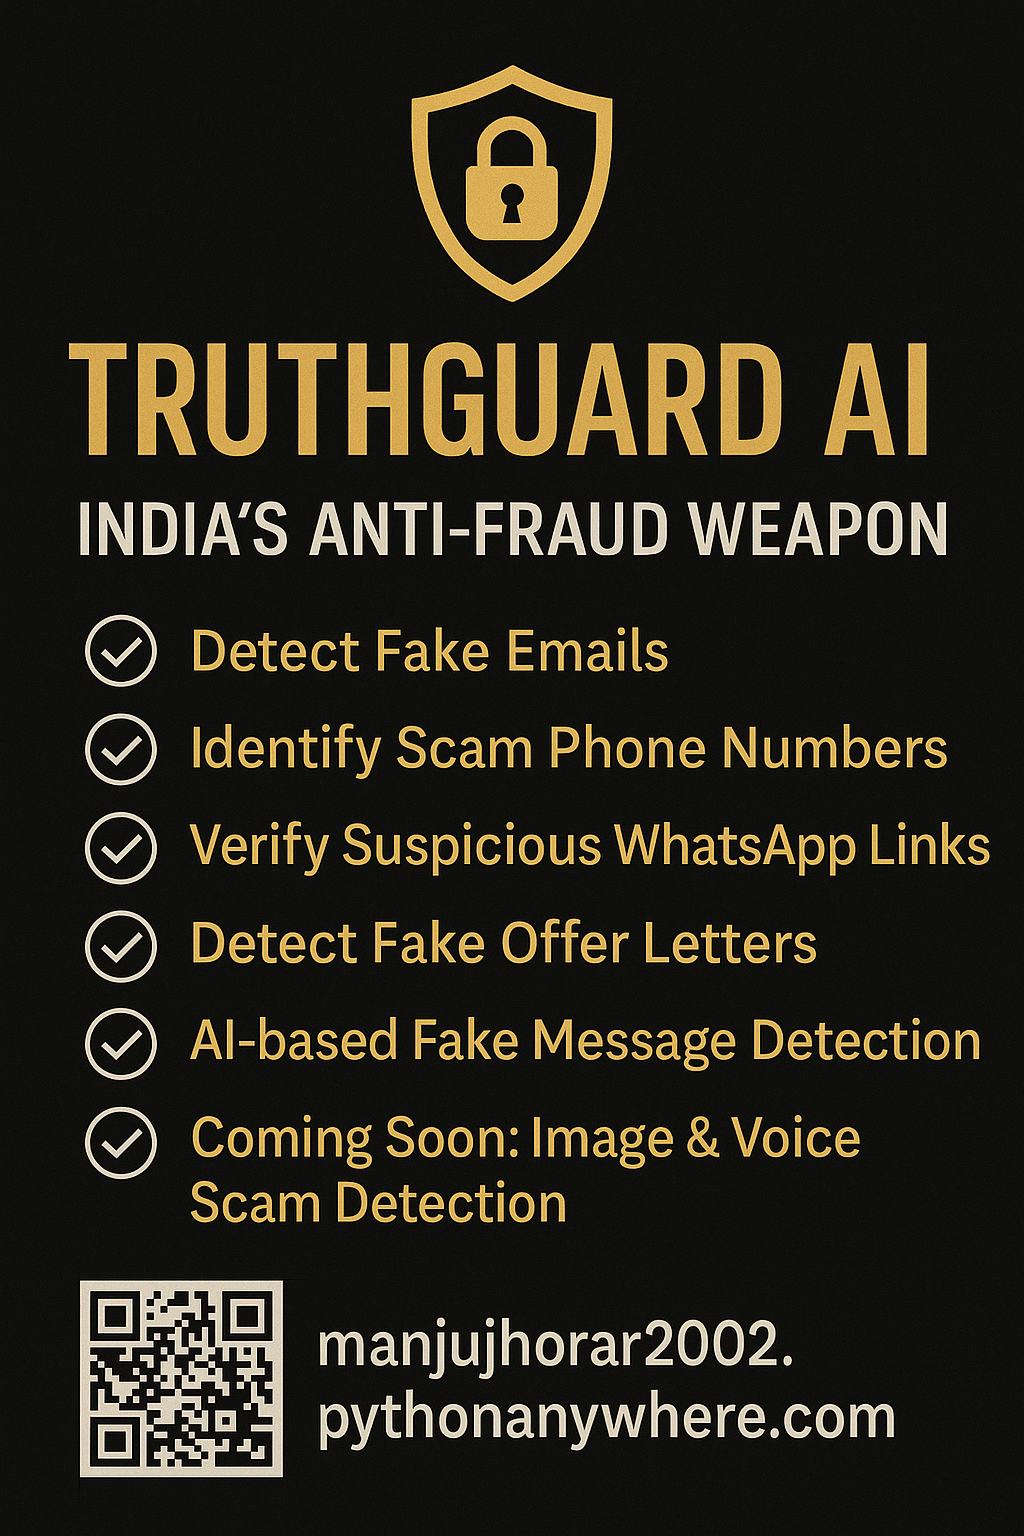 TRUTHGUARD AI
INDIA'S ANTI-FRAUD WEAPON
Detect Fake Emails
Identify Scam Phone Numbers
Verify Suspicious WhatsApp Links
Detect Fake Offer Letters
AI-based Fake Message Detection
Coming Soon: Image & Voice
Scam Detection
manjujhorar2002.
pythonanywhere.com